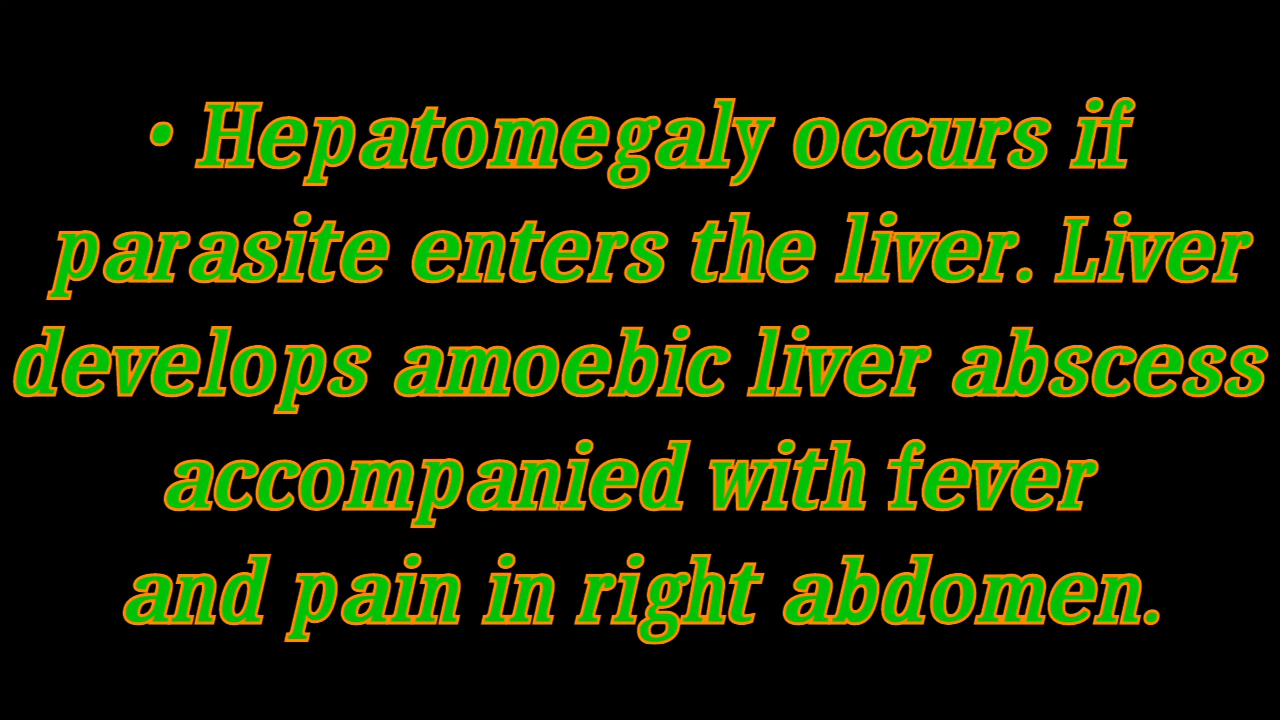 • Hepatomegaly occurs if
parasite enters the liver. Liver
develops amoebic liver abscess
accompanied with fever
and pain in right abdomen.